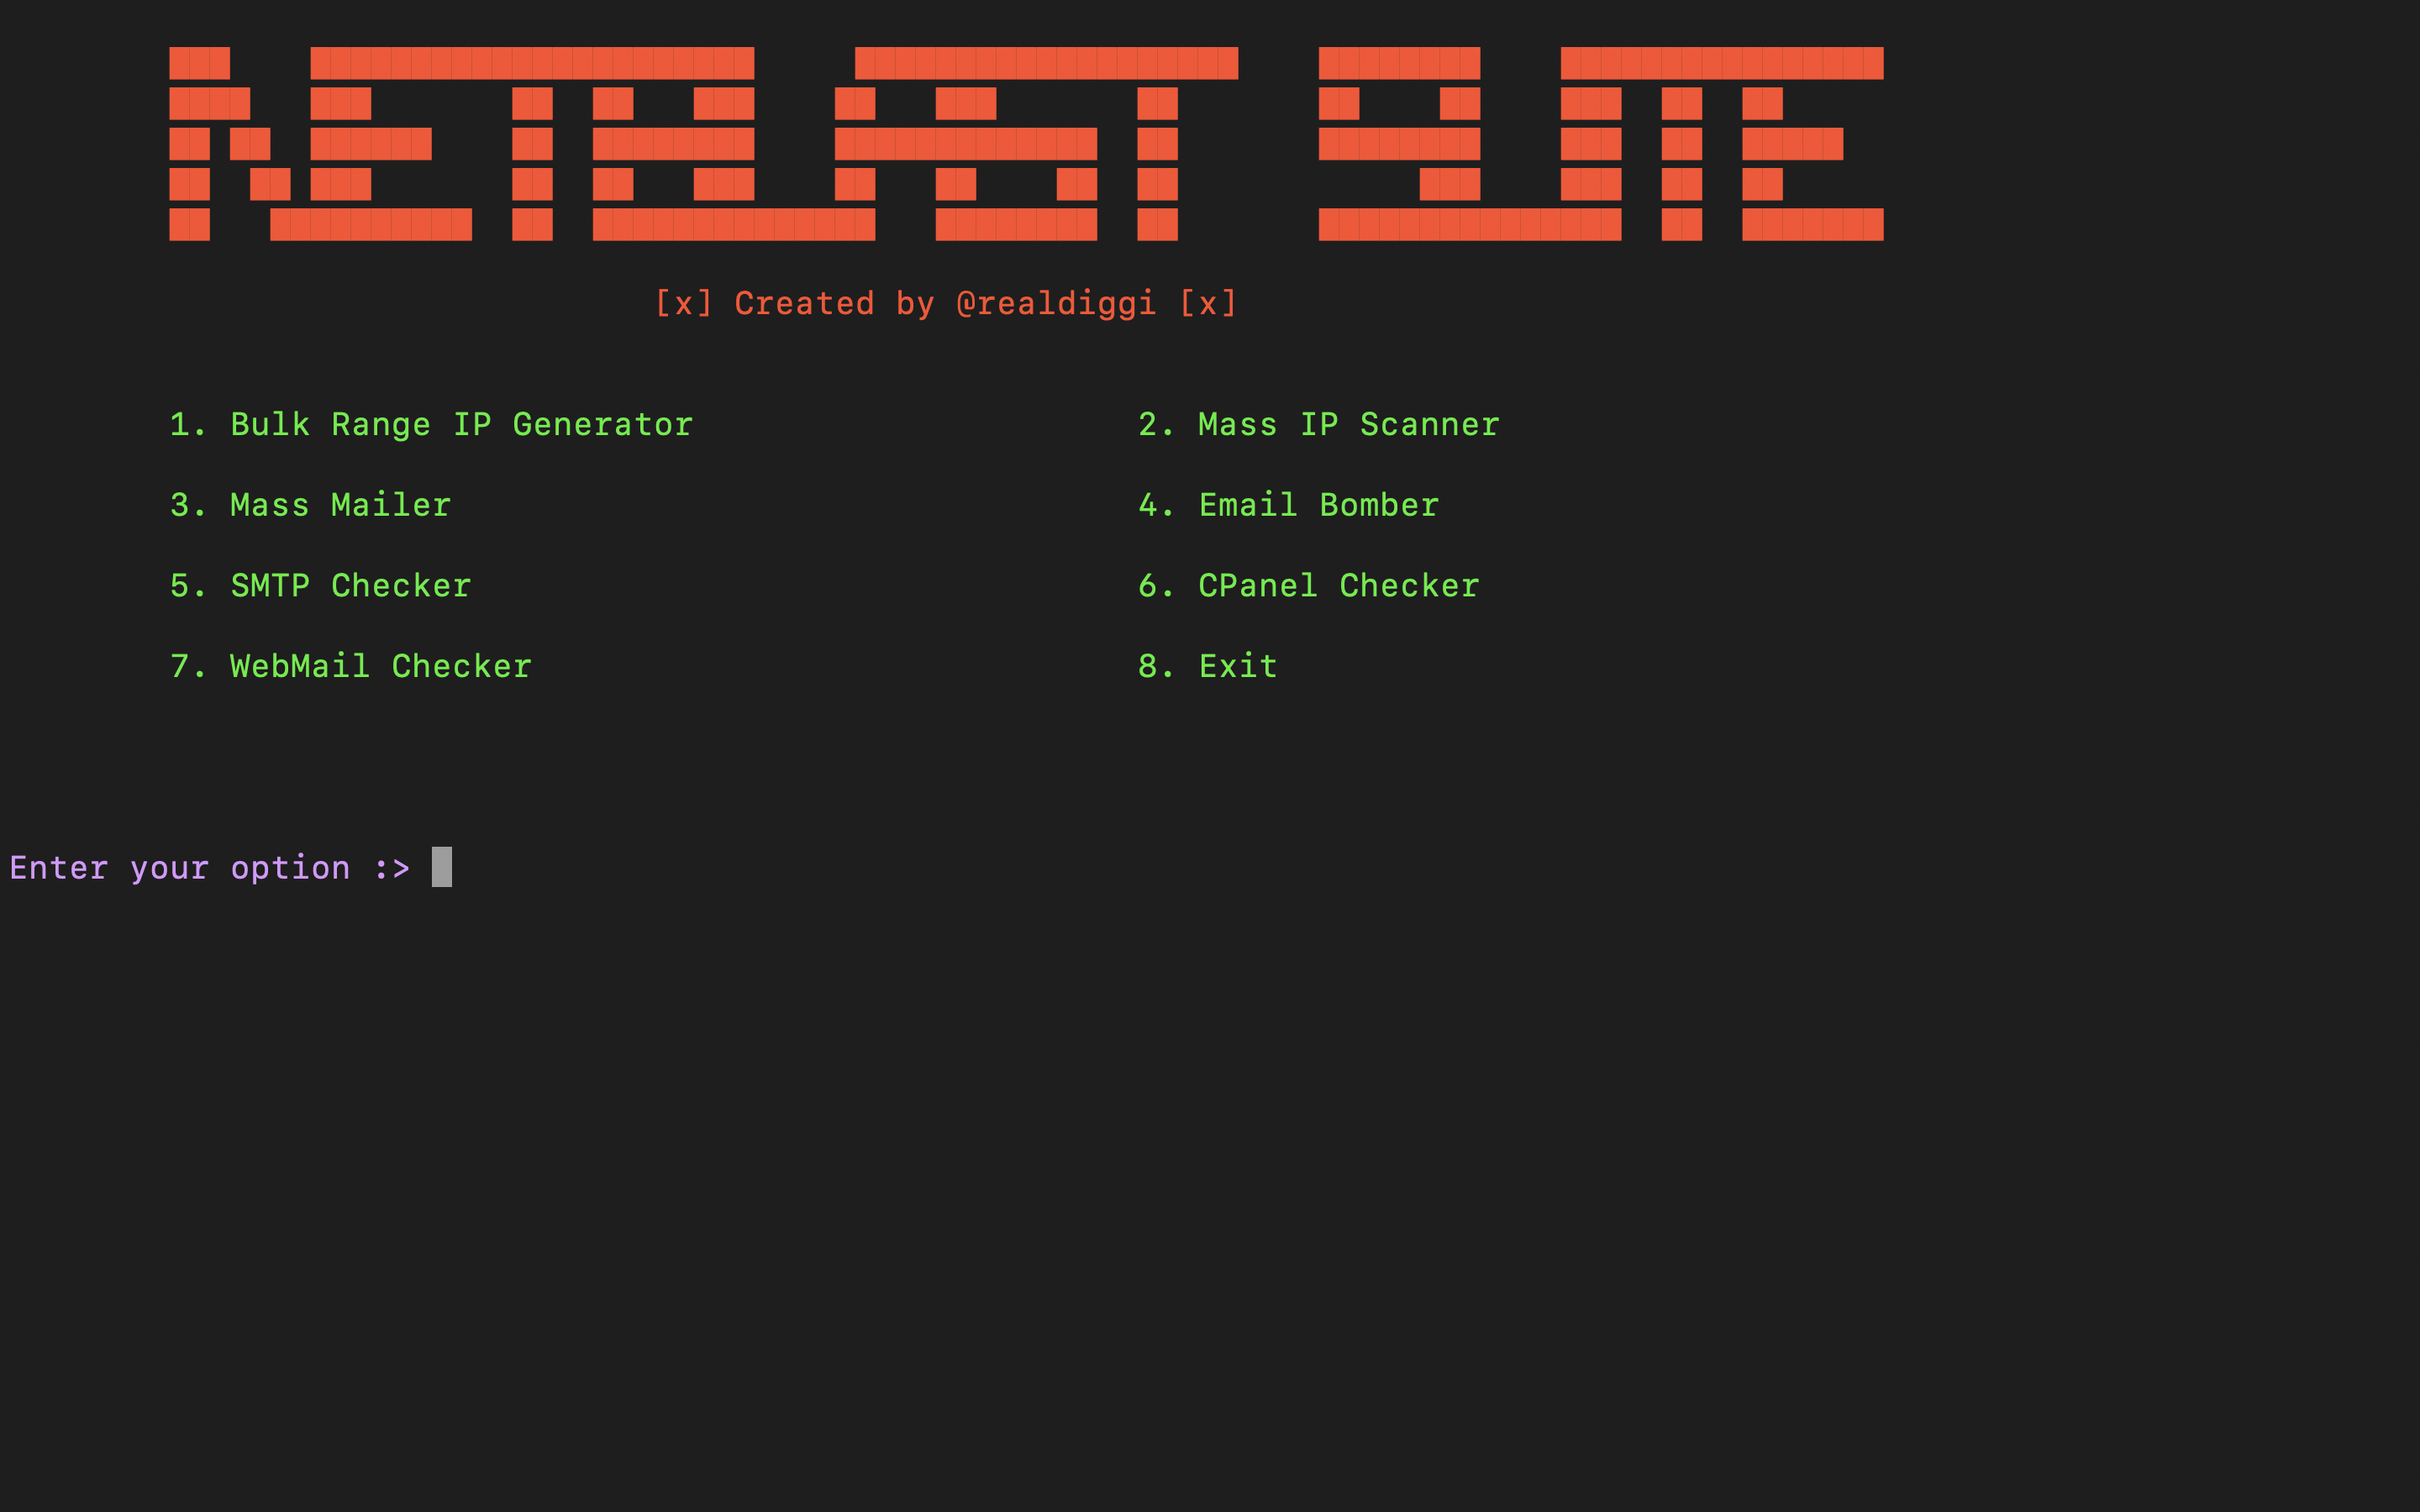 NETBLAST SUITE
[x] Created by @realdiggi [x]
1. Bulk Range IP Generator 2. Mass IP Scanner
3. Mass Mailer 4. Email Bomber
5. SMTP Checker 6. CPanel Checker
7. WebMail Checker 8. Exit
Enter your option :>